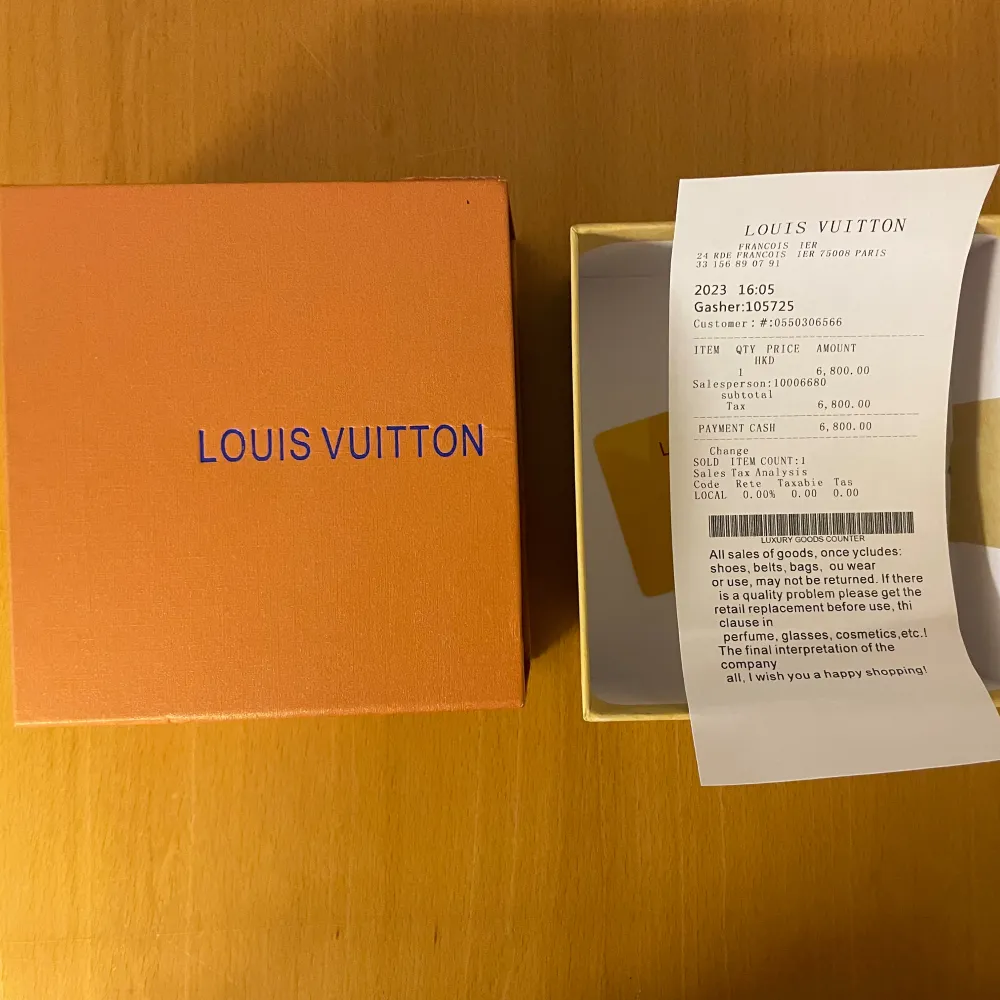 LOUIS VUITTON
LOUIS VUITTON
FRANCOIS IER
24 RDE FRANCOIS IER 75008 PARIS
33 156 89 07 91
2023 16:05
Gasher:105725
Customer：#:0550306566
ITEM QTY PRICE AMOUNT
HKD
1 6,800.00
Salesperson:10006680
subtotal
Tax 6,800.00
PAYMENT CASH 6,800.00
Change
SOLD ITEM COUNT:1
Sales Tax Analysis
Code Rete Taxabie Tas
LOCAL 0.00% 0.00 0.00
LUXURY GOODS COUNTER
All sales of goods, once ycludes:
shoes, belts, bags, ou wear
or use, may not be returned. If there
is a quality problem please get the
retail replacement before use, thi
clause in
perfume, glasses, cosmetics,etc.!
The final interpretation of the
company
all, I wish you a happy shopping!